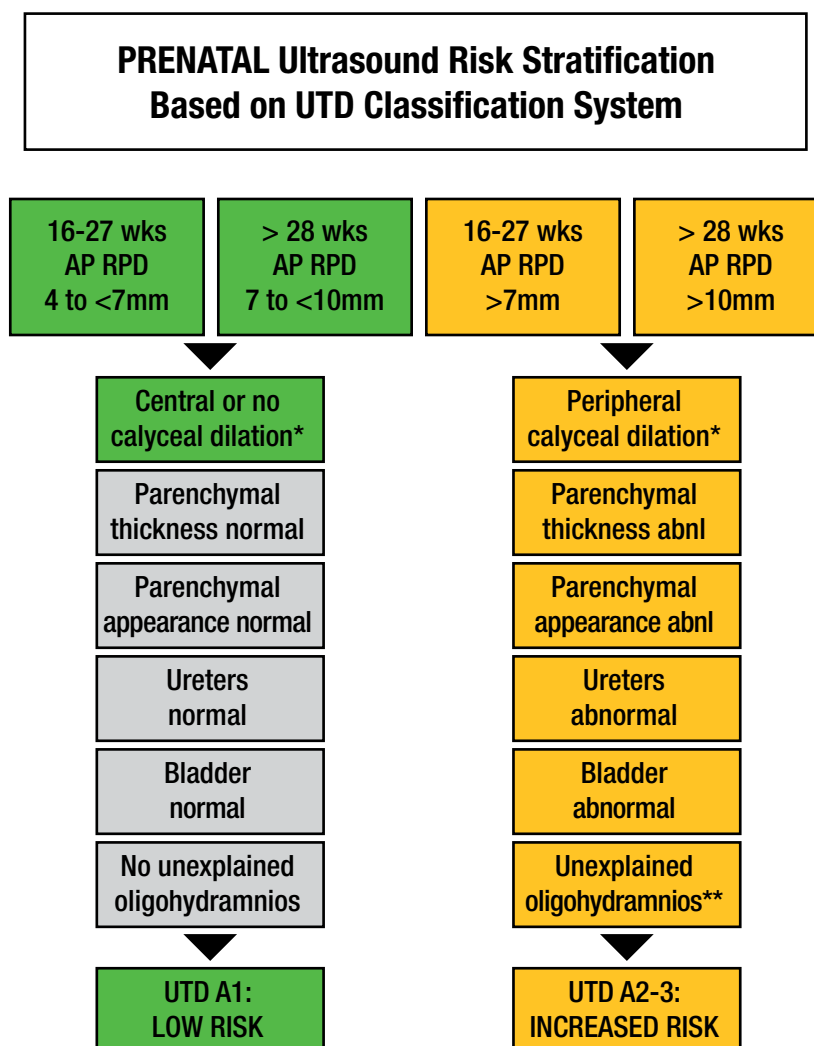 PRENATAL Ultrasound Risk Stratification
Based on UTD Classification System
16-27 wks
AP RPD
4 to <7mm
> 28 wks
AP RPD
7 to <10mm
16-27 wks
AP RPD
>7mm
> 28 wks
AP RPD
>10mm
Central or no
calyceal dilation*
Parenchymal
thickness normal
Parenchymal
appearance normal
Ureters
normal
Bladder
normal
No unexplained
oligohydramnios
UTD A1:
LOW RISK
Peripheral
calyceal dilation*
Parenchymal
thickness abnl
Parenchymal
appearance abnl
Ureters
abnormal
Bladder
abnormal
Unexplained
oligohydramnios**
UTD A2-3:
INCREASED RISK